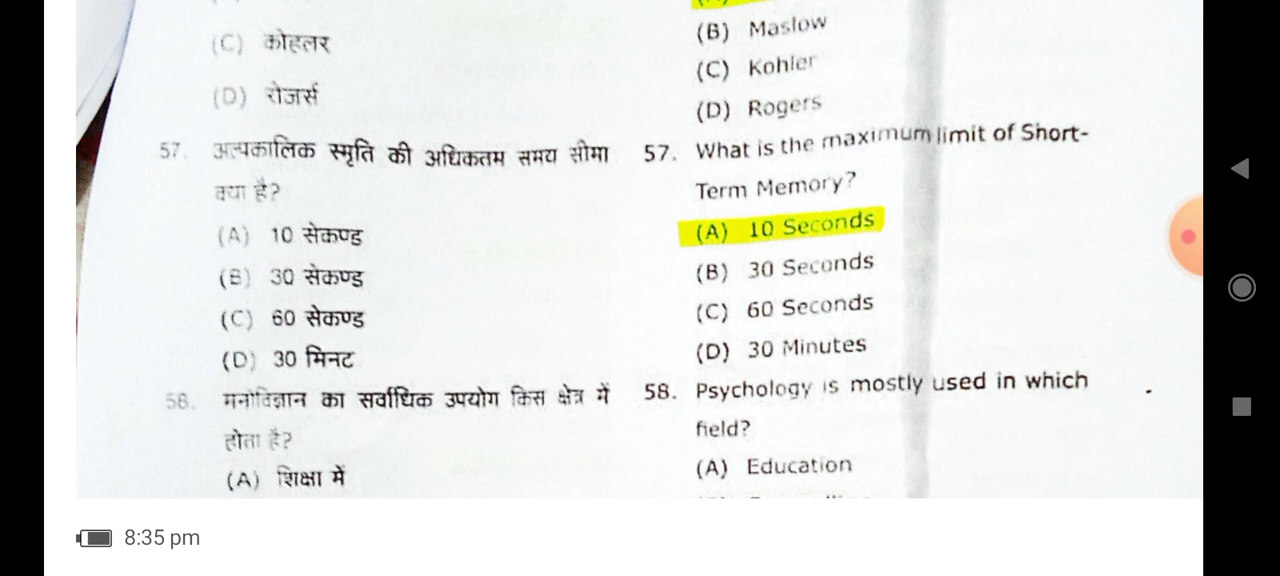 (C) कोहलर
(D) रोजर्स
57. अल्पकालिक स्मृति की अधिकतम समय सीमा
क्या है?
(A) 10 सेकण्ड
(B) 30 सेकण्ड
(C) 60 सेकण्ड
(D) 30 मिनट
58. मनोविज्ञान का सर्वाधिक उपयोग किस क्षेत्र में
होता है?
(A) शिक्षा में
(B) Maslow
(C) Kohler
(D) Rogers
57. What is the maximum limit of Short-
Term Memory?
(A) 10 Seconds
(B) 30 Seconds
(C) 60 Seconds
(D) 30 Minutes
58. Psychology is mostly used in which
field?
(A) Education
8:35 pm